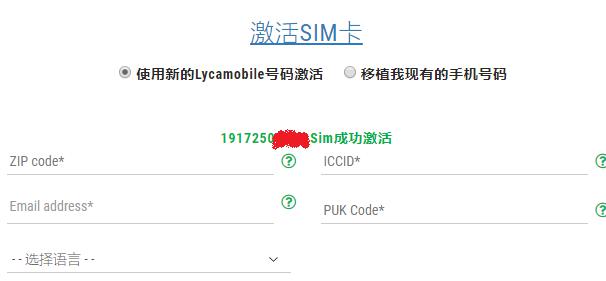 激活SIM卡
使用新的Lycamobile号码激活 移植我现有的手机号码
1917250 Sim成功激活
ZIP code* ? ICCID* ?
Email address* ? PUK Code* ?
- - 选择语言 - -